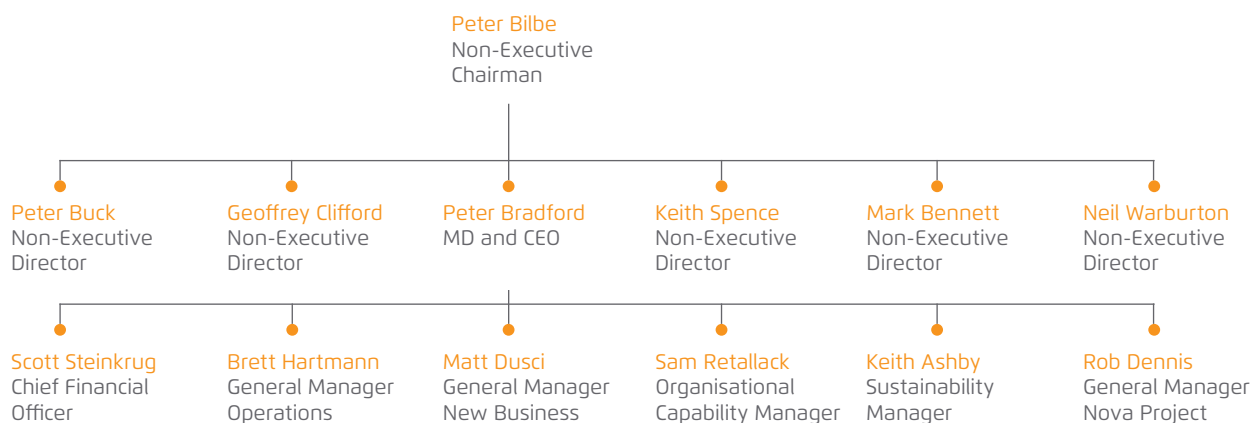 Peter Bilbe
Non-Executive
Chairman
Peter Buck
Non-Executive
Director
Geoffrey Clifford
Non-Executive
Director
Peter Bradford
MD and CEO
Keith Spence
Non-Executive
Director
Mark Bennett
Non-Executive
Director
Neil Warburton
Non-Executive
Director
Scott Steinkrug
Chief Financial
Officer
Brett Hartmann
General Manager
Operations
Matt Dusci
General Manager
New Business
Sam Retallack
Organisational
Capability Manager
Keith Ashby
Sustainability
Manager
Rob Dennis
General Manager
Nova Project